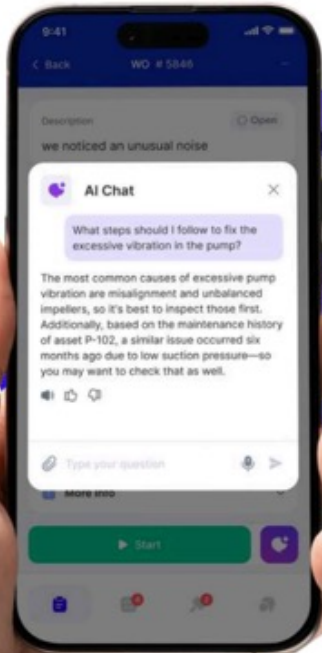 9:41
Back
WO # 5846
Description
Open
we noticed an unusual noise
AI Chat
What steps should I follow to fix the
excessive vibration in the pump?
The most common causes of excessive pump
vibration are misalignment and unbalanced
impellers, so it's best to inspect those first.
Additionally, based on the maintenance history
of asset P-102, a similar issue occurred six
months ago due to low suction pressure—so
you may want to check that as well.
Type your question
More Info
Start